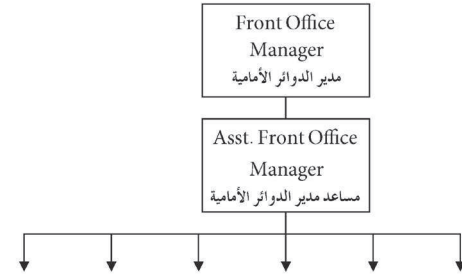 Front Office
Manager
مدير الدوائر الأمامية
Asst. Front Office
Manager
مساعد مدير الدوائر الأمامية